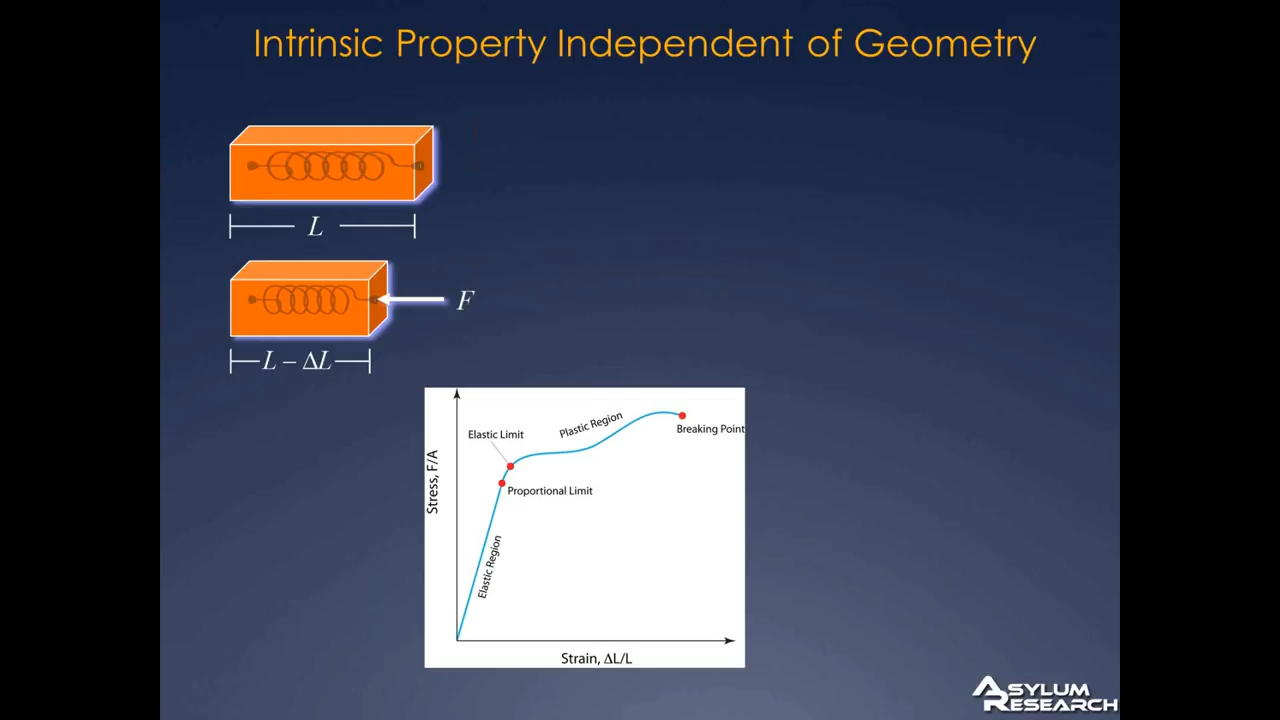 Intrinsic Property Independent of Geometry
L
F
L – ΔL
Elastic Limit
Plastic Region
Breaking Point
Proportional Limit
Stress, F/A
Elastic Region
Strain, ΔL/L
ASYLUM
RESEARCH